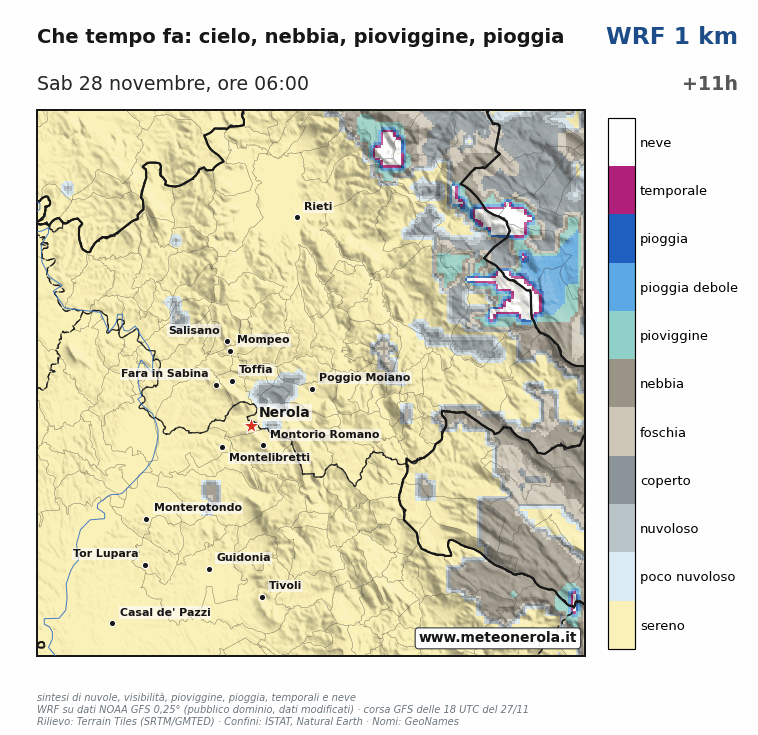 Che tempo fa: cielo, nebbia, pioviggine, pioggia
WRF 1 km
Sab 28 novembre, ore 06:00
+11h
neve
temporale
pioggia
pioggia debole
pioviggine
nebbia
foschia
coperto
nuvoloso
poco nuvoloso
sereno
Rieti
Salisano
Mompeo
Fara in Sabina
Toffia
Poggio Moiano
Nerola
Montorio Romano
Montelibretti
Monterotondo
Tor Lupara
Guidonia
Tivoli
Casal de' Pazzi
www.meteonerola.it
sintesi di nuvole, visibilità, pioviggine, pioggia, temporali e neve
WRF su dati NOAA GFS 0,25° (pubblico dominio, dati modificati) · corsa GFS delle 18 UTC del 27/11
Rilievo: Terrain Tiles (SRTM/GMTED) · Confini: ISTAT, Natural Earth · Nomi: GeoNames